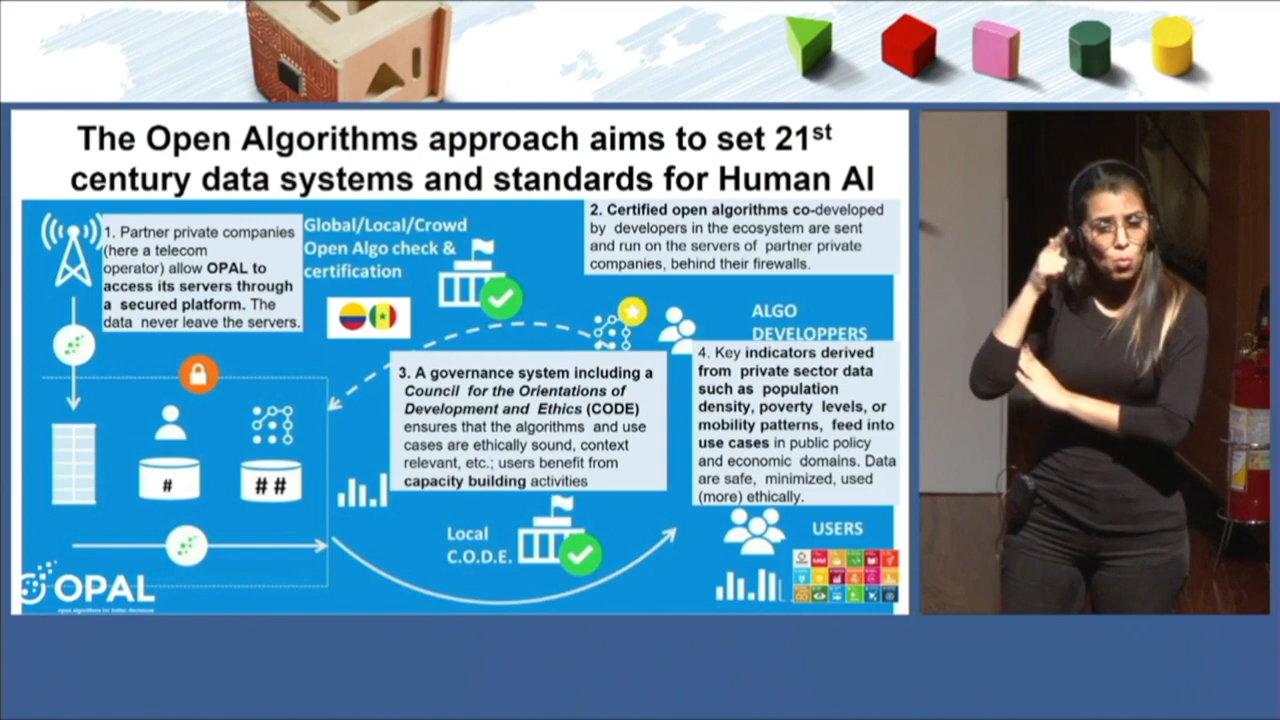 The Open Algorithms approach aims to set 21st
century data systems and standards for Human AI
1. Partner private companies
(here a telecom
operator) allow OPAL to
access its servers through
a secured platform. The
data never leave the servers.
Global/Local/Crowd
Open Algo check &
certification
2. Certified open algorithms co-developed
by developers in the ecosystem are sent
and run on the servers of partner private
companies, behind their firewalls.
ALGO
DEVELOPPERS
3. A governance system including a
Council for the Orientations of
Development and Ethics (CODE)
ensures that the algorithms and use
cases are ethically sound, context
relevant, etc.; users benefit from
capacity building activities
4. Key indicators derived
from private sector data
such as population
density, poverty levels, or
mobility patterns, feed into
use cases in public policy
and economic domains. Data
are safe, minimized, used
(more) ethically.
#
##
Local
C.O.D.E.
USERS
OPAL
open algorithms for better decisions